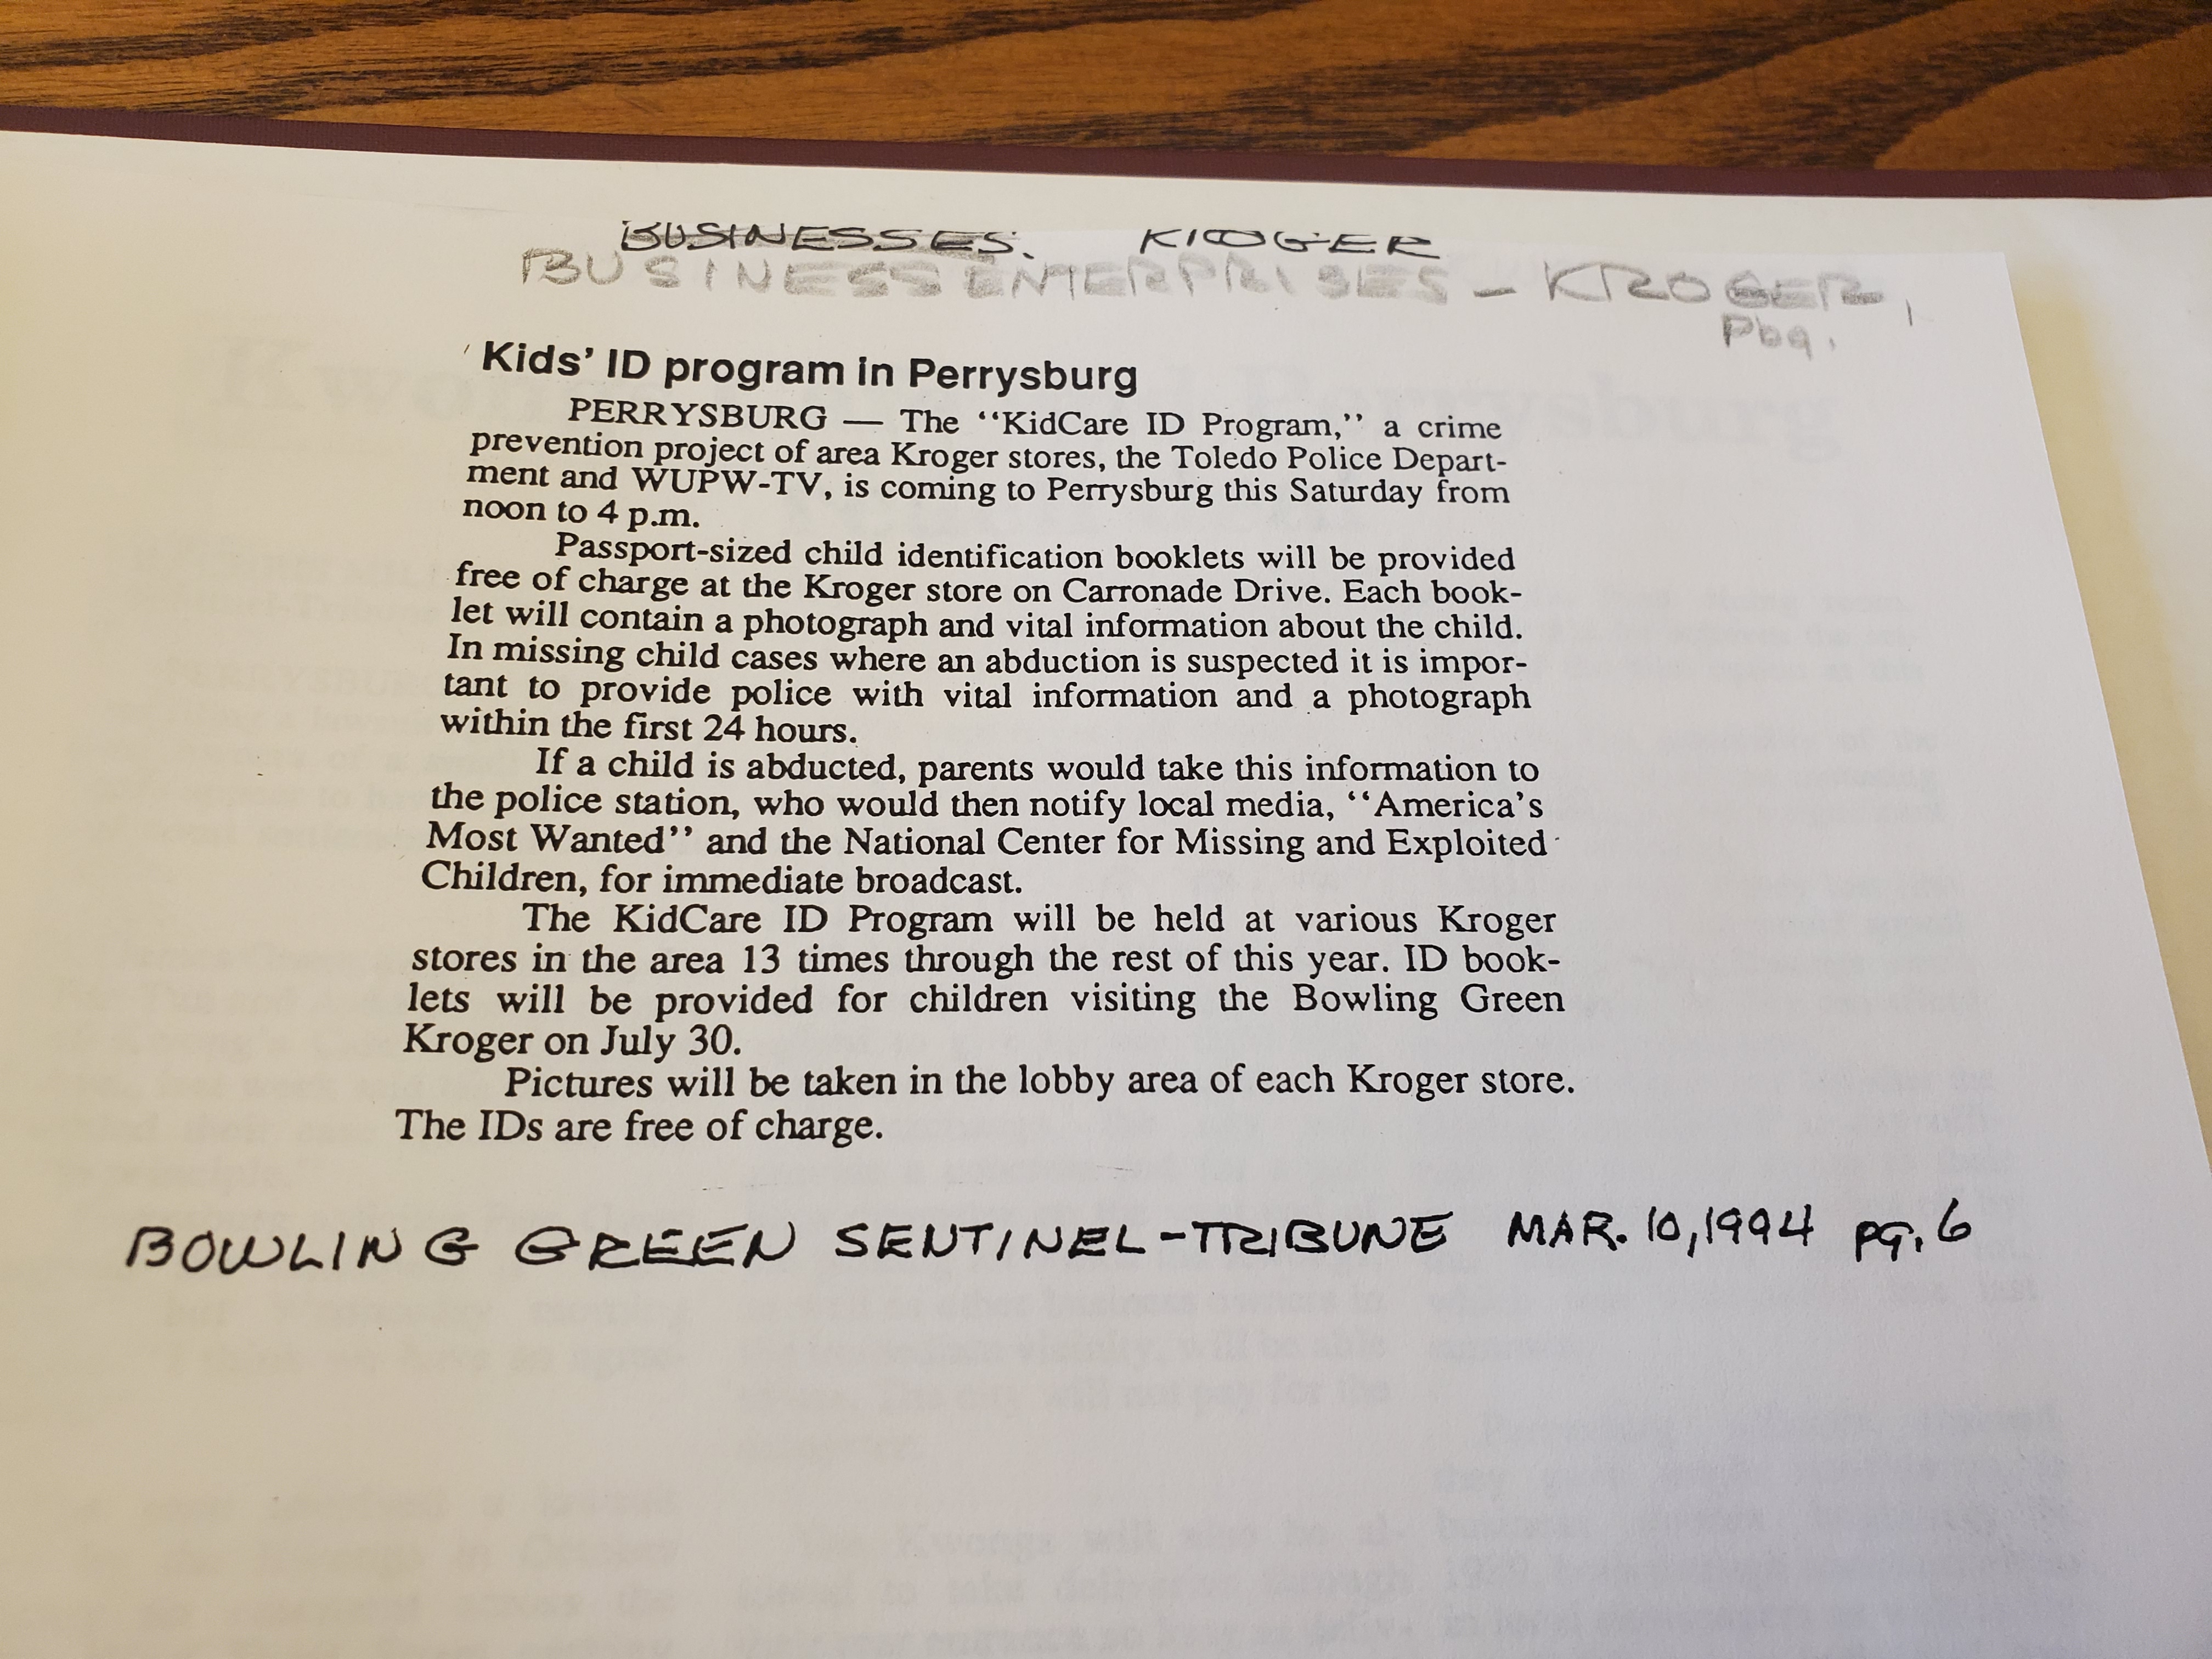 BUSINESSES. KROGER
BUSINESS ENTERPRISES - KROGER,
Pbg.
Kids' ID program in Perrysburg
PERRYSBURG — The "KidCare ID Program," a crime
prevention project of area Kroger stores, the Toledo Police Depart-
ment and WUPW-TV, is coming to Perrysburg this Saturday from
noon to 4 p.m.
Passport-sized child identification booklets will be provided
free of charge at the Kroger store on Carronade Drive. Each book-
let will contain a photograph and vital information about the child.
In missing child cases where an abduction is suspected it is impor-
tant to provide police with vital information and a photograph
within the first 24 hours.
If a child is abducted, parents would take this information to
the police station, who would then notify local media, "America's
Most Wanted" and the National Center for Missing and Exploited
Children, for immediate broadcast.
The KidCare ID Program will be held at various Kroger
stores in the area 13 times through the rest of this year. ID book-
lets will be provided for children visiting the Bowling Green
Kroger on July 30.
Pictures will be taken in the lobby area of each Kroger store.
The IDs are free of charge.
BOWLING GREEN SENTINEL-TRIBUNE MAR. 10, 1994 pg. 6